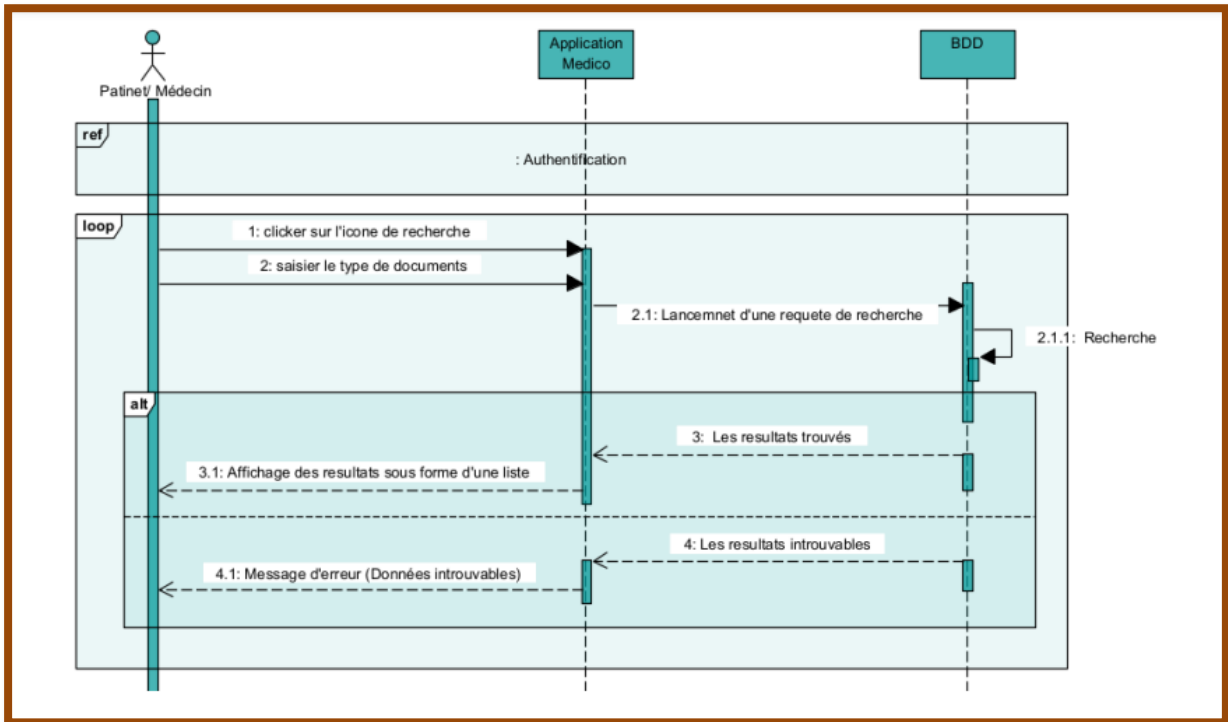 Application
Medico
BDD
Patinet/ Médecin
ref
: Authentification
loop
1: clicker sur l'icone de recherche
2: saisier le type de documents
2.1: Lancemnet d'une requete de recherche
2.1.1: Recherche
alt
3: Les resultats trouvés
3.1: Affichage des resultats sous forme d'une liste
4: Les resultats introuvables
4.1: Message d'erreur (Données introuvables)